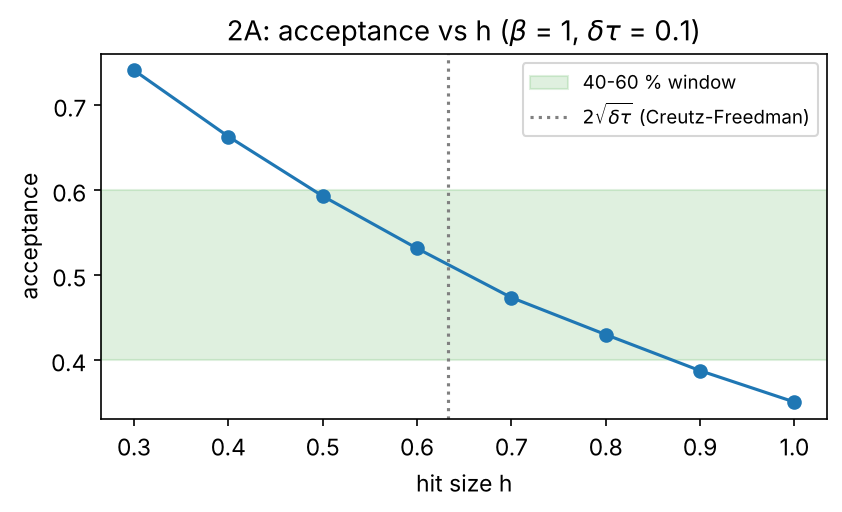 2A: acceptance vs h (β = 1, δτ = 0.1)
40-60 % window
2√δτ (Creutz-Freedman)
acceptance
0.7
0.6
0.5
0.4
0.3 0.4 0.5 0.6 0.7 0.8 0.9 1.0
hit size h